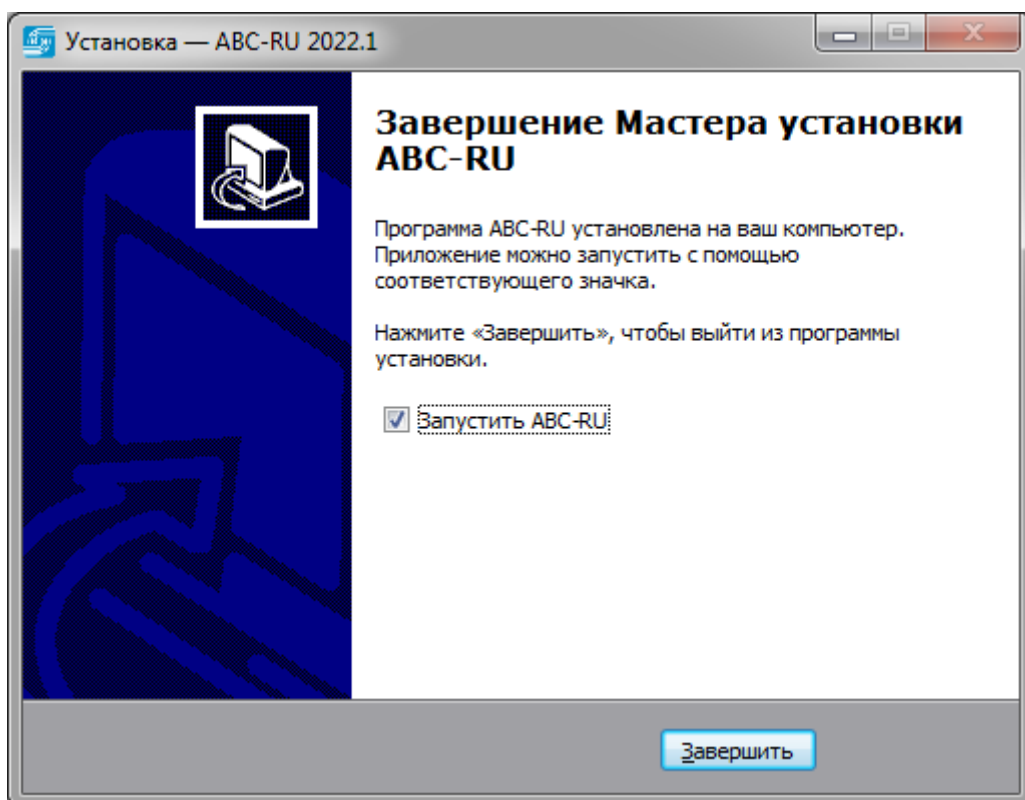 Установка — ABC-RU 2022.1
Завершение Мастера установки
ABC-RU
Программа ABC-RU установлена на ваш компьютер.
Приложение можно запустить с помощью
соответствующего значка.
Нажмите «Завершить», чтобы выйти из программы
установки.
Запустить ABC-RU
Завершить